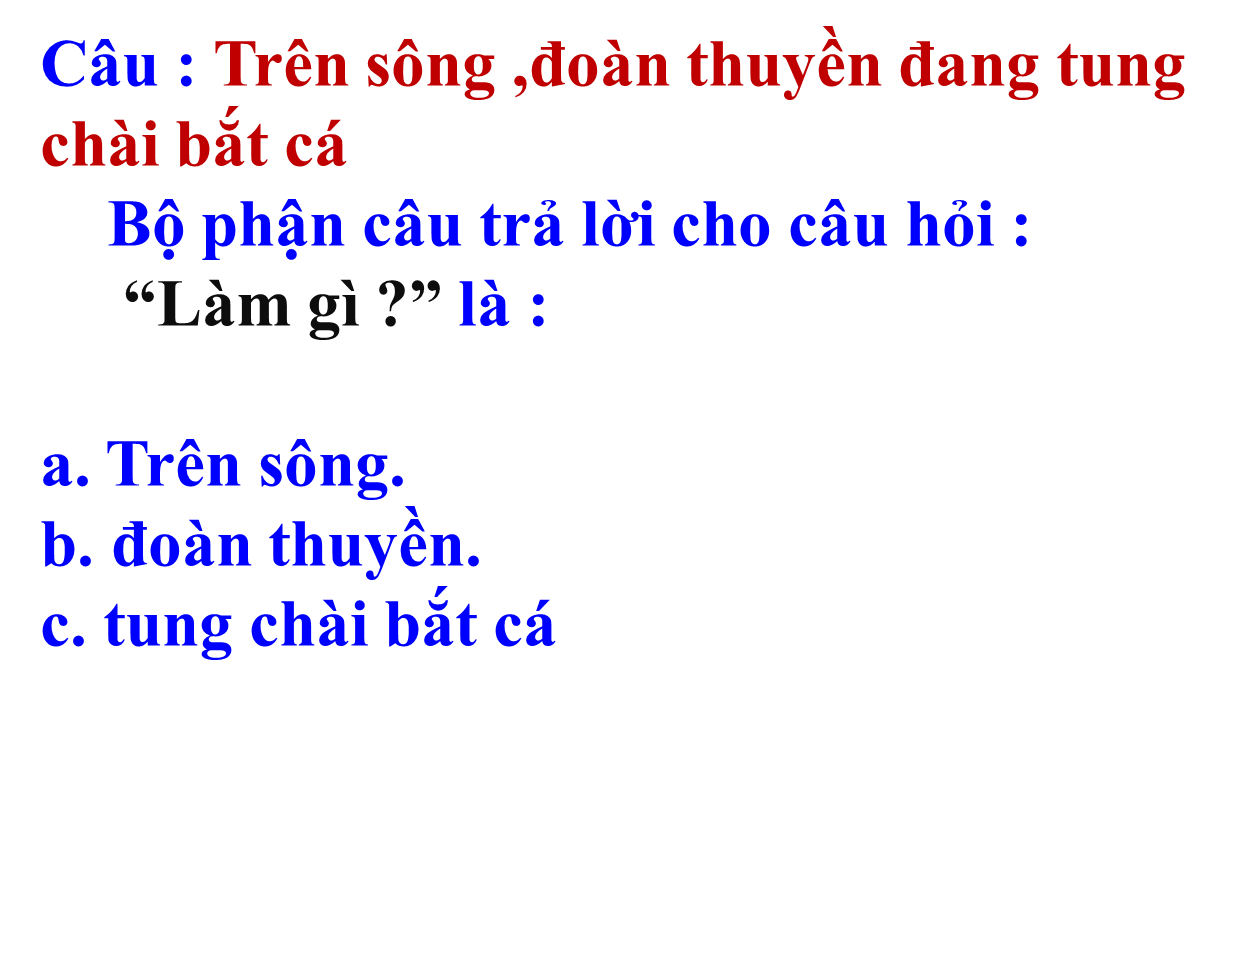 Câu : Trên sông ,đoàn thuyền đang tung
chài bắt cá
Bộ phận câu trả lời cho câu hỏi :
“Làm gì ?” là :
a. Trên sông.
b. đoàn thuyền.
c. tung chài bắt cá